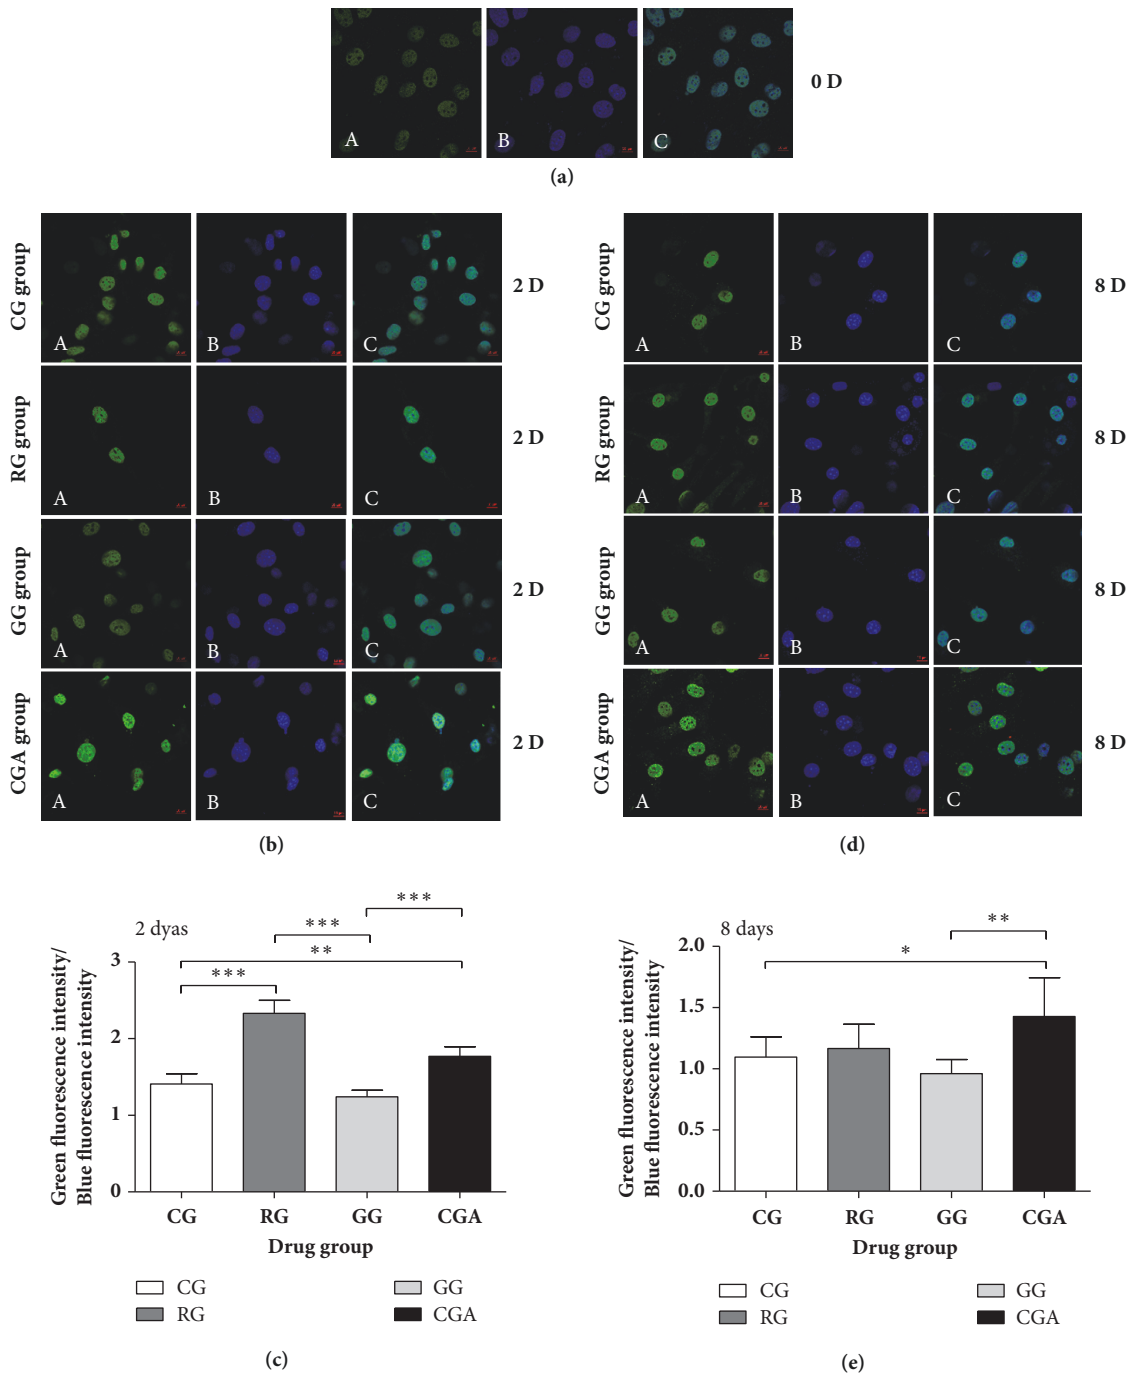 A B C 0 D
(a)
CG group A B C 2 D
RG group A B C 2 D
GG group A B C 2 D
CGA group A B C 2 D
(b)
CG group A B C 8 D
RG group A B C 8 D
GG group A B C 8 D
CGA group A B C 8 D
(d)
2 dyas
Green fluorescence intensity/
Blue fluorescence intensity
3
2
1
0
***
***
**
***
CG RG GG CGA
Drug group
CG GG
RG CGA
(c)
8 days
Green fluorescence intensity/
Blue fluorescence intensity
2.0
1.5
1.0
0.5
0.0
**
*
CG RG GG CGA
Drug group
CG GG
RG CGA
(e)